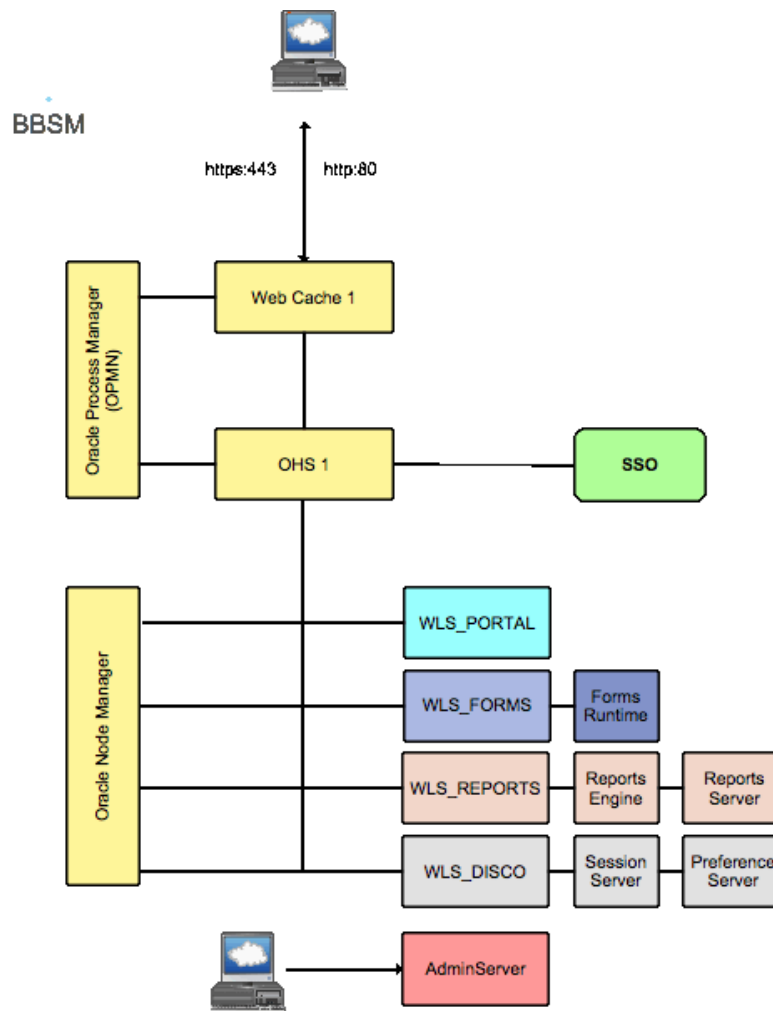 BBSM
https:443
http:80
Web Cache 1
Oracle Process Manager
(OPMN)
OHS 1
SSO
Oracle Node Manager
WLS_PORTAL
WLS_FORMS
Forms
Runtime
WLS_REPORTS
Reports
Engine
Reports
Server
WLS_DISCO
Session
Server
Preference
Server
AdminServer